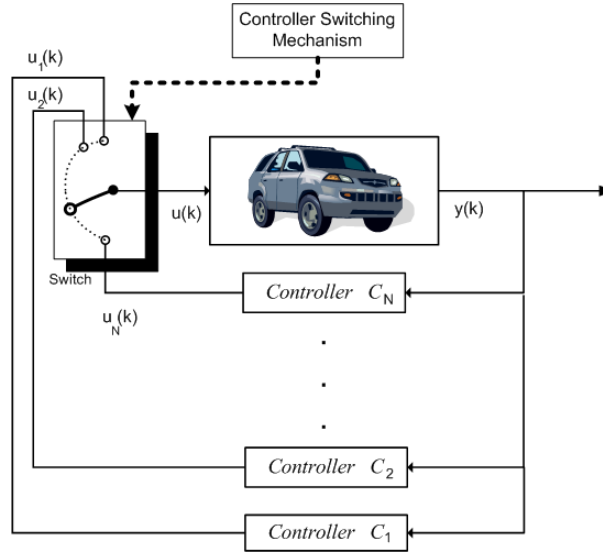 Controller Switching
Mechanism
u1(k)
u2(k)
u(k)
y(k)
Switch
uN(k)
Controller CN
.
.
.
Controller C2
Controller C1